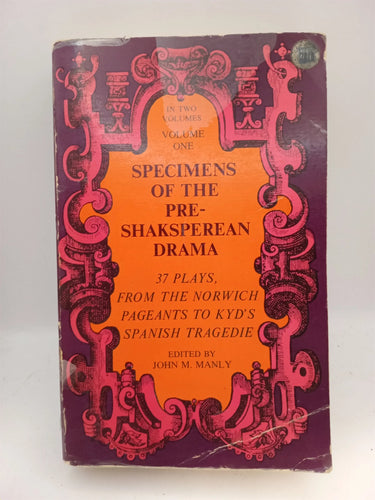 IN TWO
VOLUMES
VOLUME
ONE
SPECIMENS
OF THE
PRE-
SHAKSPEREAN
DRAMA
37 PLAYS,
FROM THE NORWICH
PAGEANTS TO KYD'S
SPANISH TRAGEDIE
EDITED BY
JOHN M. MANLY